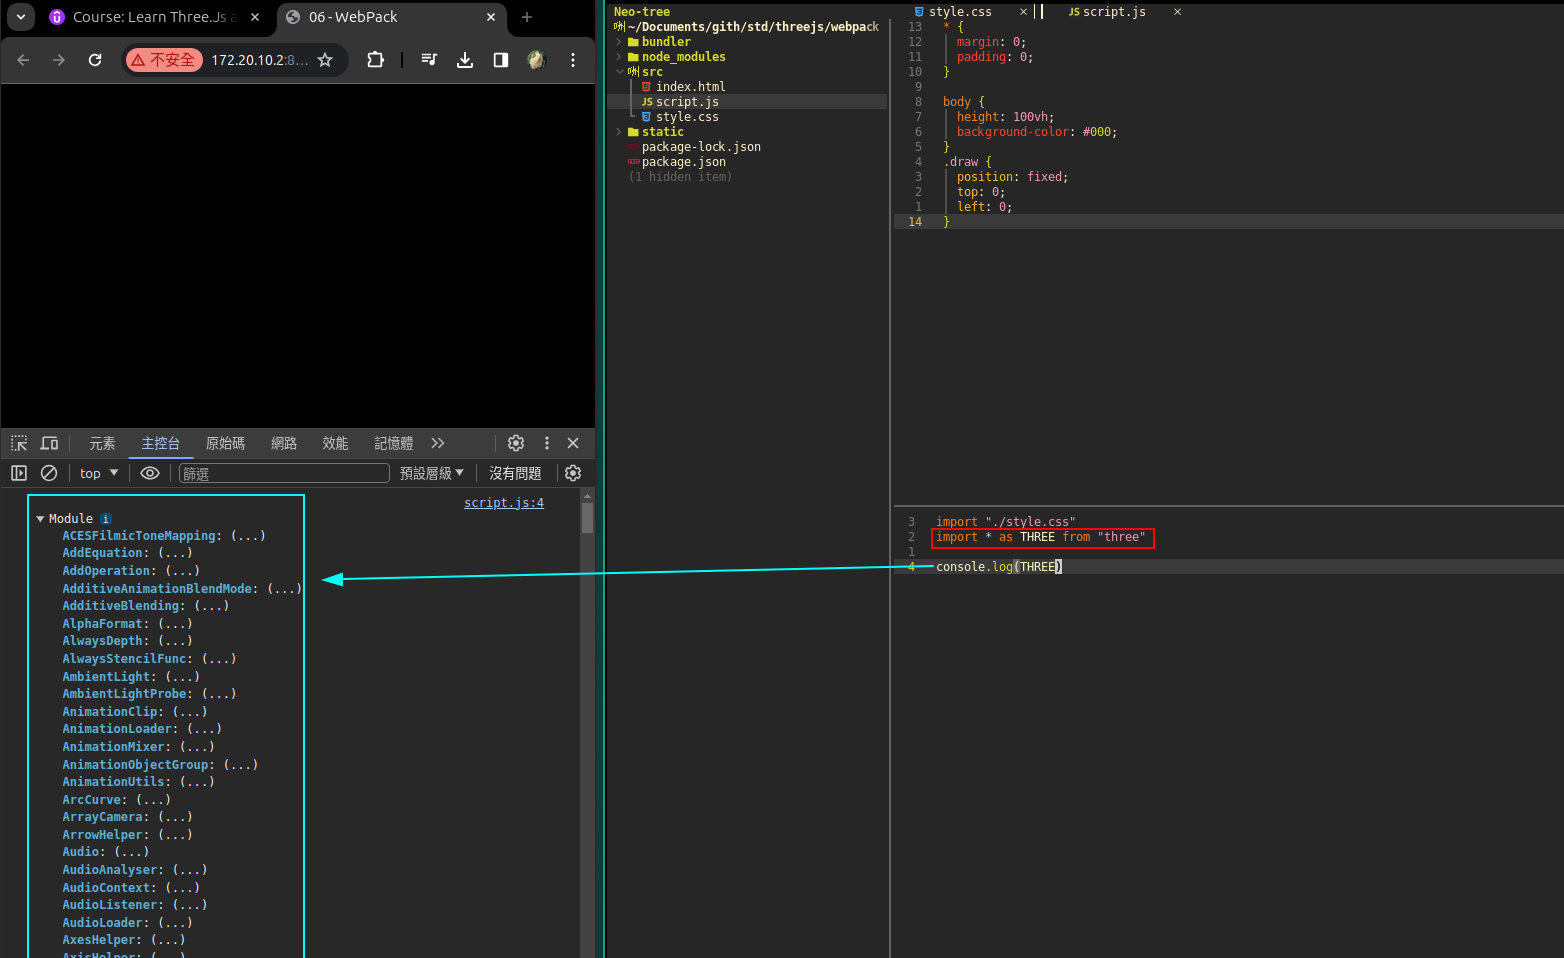 Course: Learn Three.Js a
06 - WebPack
不安全
172.20.10.2:8...
元素
主控台
原始碼
網路
效能
記憶體
top
篩選
預設層級
沒有問題
script.js:4
Module
ACESFilmicToneMapping: (...)
AddEquation: (...)
AddOperation: (...)
AdditiveAnimationBlendMode: (...)
AdditiveBlending: (...)
AlphaFormat: (...)
AlwaysDepth: (...)
AlwaysStencilFunc: (...)
AmbientLight: (...)
AmbientLightProbe: (...)
AnimationClip: (...)
AnimationLoader: (...)
AnimationMixer: (...)
AnimationObjectGroup: (...)
AnimationUtils: (...)
ArcCurve: (...)
ArrayCamera: (...)
ArrowHelper: (...)
Audio: (...)
AudioAnalyser: (...)
AudioContext: (...)
AudioListener: (...)
AudioLoader: (...)
AxesHelper: (...)
AxisHelper: (...)
Neo-tree
~/Documents/gith/std/threejs/webpack
bundler
node_modules
src
index.html
JS script.js
style.css
static
package-lock.json
package.json
(1 hidden item)
style.css
JS script.js
13 * {
12 margin: 0;
11 padding: 0;
10 }
9
8 body {
7 height: 100vh;
6 background-color: #000;
5 }
4 .draw {
3 position: fixed;
2 top: 0;
1 left: 0;
14 }
3 import "./style.css"
2 import * as THREE from "three"
1
4 console.log(THREE)